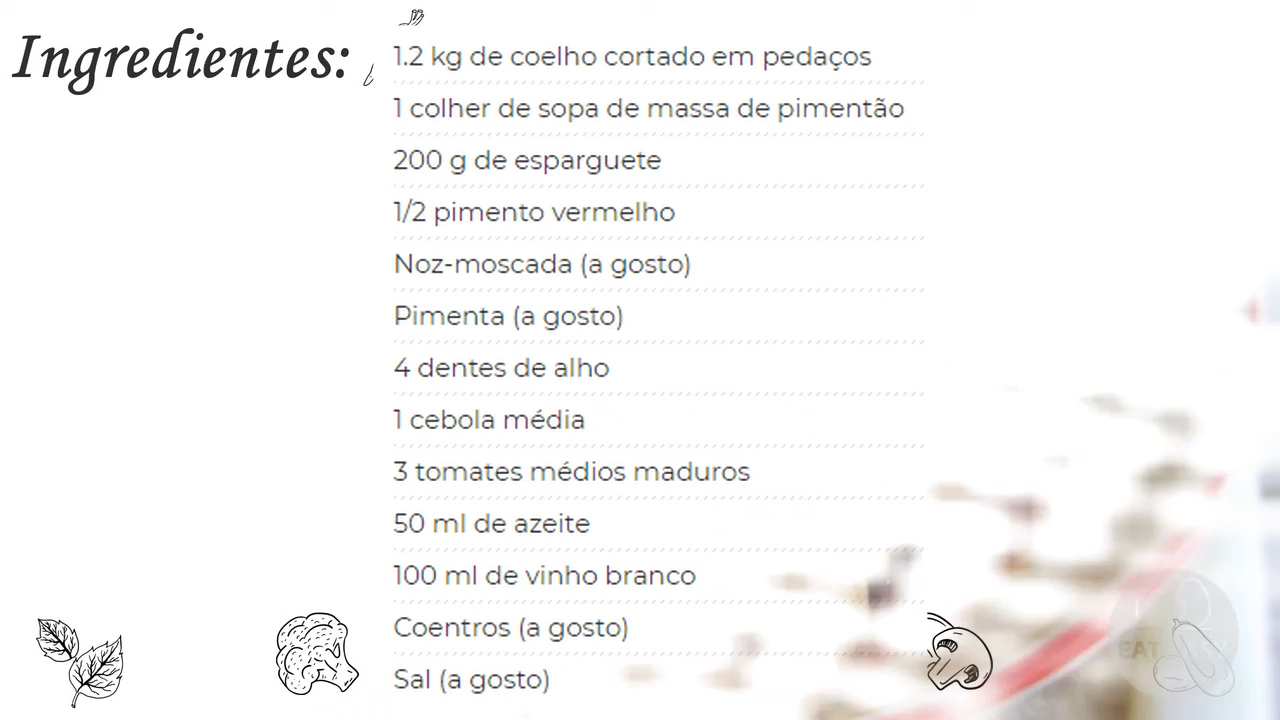 Ingredientes:
1.2 kg de coelho cortado em pedaços
1 colher de sopa de massa de pimentão
200 g de esparguete
1/2 pimento vermelho
Noz-moscada (a gosto)
Pimenta (a gosto)
4 dentes de alho
1 cebola média
3 tomates médios maduros
50 ml de azeite
100 ml de vinho branco
Coentros (a gosto)
Sal (a gosto)
EAT